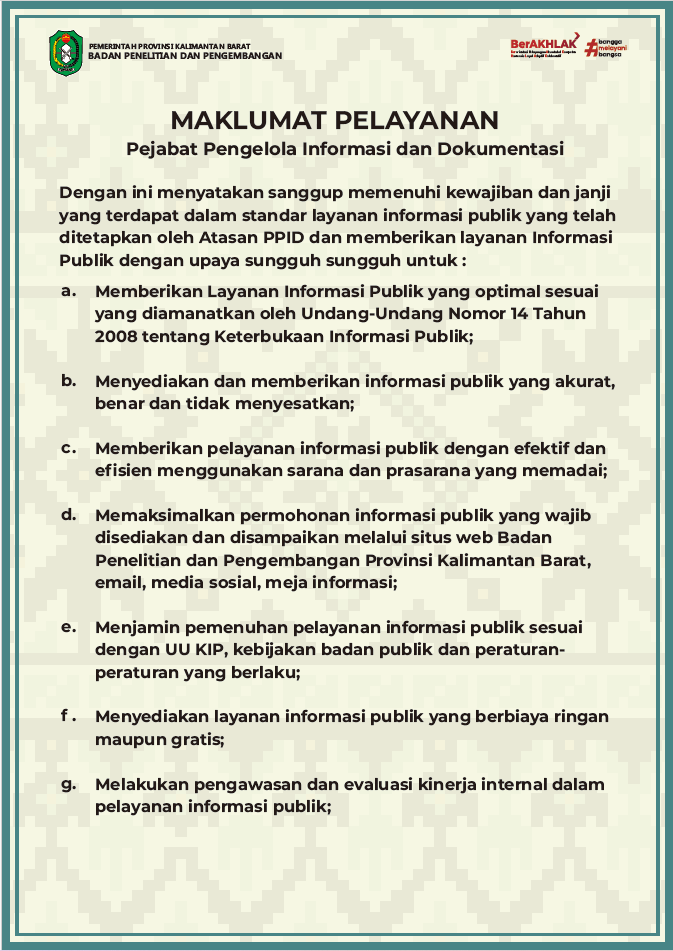 PEMERINTAH PROVINSI KALIMANTAN BARAT
BADAN PENELITIAN DAN PENGEMBANGAN
BerAKHLAK
#bangga
melayani
bangsa
MAKLUMAT PELAYANAN
Pejabat Pengelola Informasi dan Dokumentasi
Dengan ini menyatakan sanggup memenuhi kewajiban dan janji
yang terdapat dalam standar layanan informasi publik yang telah
ditetapkan oleh Atasan PPID dan memberikan layanan Informasi
Publik dengan upaya sungguh sungguh untuk :
a. Memberikan Layanan Informasi Publik yang optimal sesuai
yang diamanatkan oleh Undang-Undang Nomor 14 Tahun
2008 tentang Keterbukaan Informasi Publik;
b. Menyediakan dan memberikan informasi publik yang akurat,
benar dan tidak menyesatkan;
c. Memberikan pelayanan informasi publik dengan efektif dan
efisien menggunakan sarana dan prasarana yang memadai;
d. Memaksimalkan permohonan informasi publik yang wajib
disediakan dan disampaikan melalui situs web Badan
Penelitian dan Pengembangan Provinsi Kalimantan Barat,
email, media sosial, meja informasi;
e. Menjamin pemenuhan pelayanan informasi publik sesuai
dengan UU KIP, kebijakan badan publik dan peraturan-
peraturan yang berlaku;
f. Menyediakan layanan informasi publik yang berbiaya ringan
maupun gratis;
g. Melakukan pengawasan dan evaluasi kinerja internal dalam
pelayanan informasi publik;